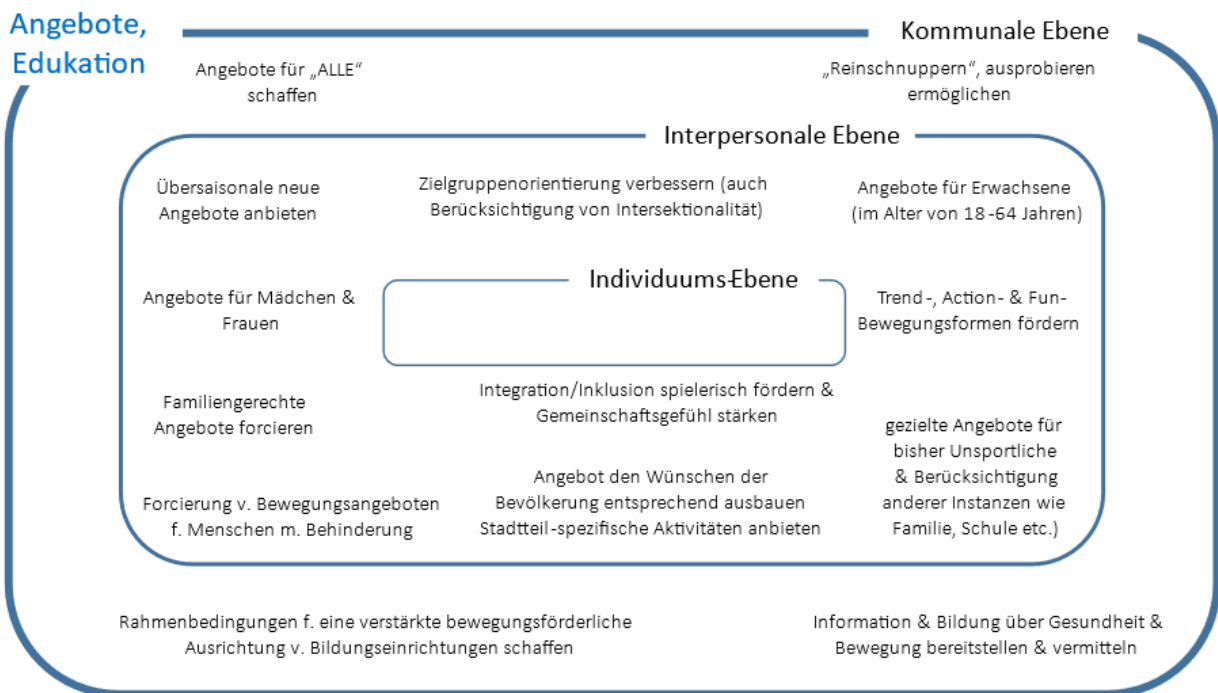 Angebote,
Edukation
Kommunale Ebene
Angebote für „ALLE“
schaffen
„Reinschnuppern“, ausprobieren
ermöglichen
Interpersonale Ebene
Übersaisonale neue
Angebote anbieten
Zielgruppenorientierung verbessern (auch
Berücksichtigung von Intersektionalität)
Angebote für Erwachsene
(im Alter von 18-64 Jahren)
Individuums-Ebene
Angebote für Mädchen &
Frauen
Trend-, Action- & Fun-
Bewegungsformen fördern
Familiengerechte
Angebote forcieren
Integration/Inklusion spielerisch fördern &
Gemeinschaftsgefühl stärken
gezielte Angebote für
bisher Unsportliche
& Berücksichtigung
anderer Instanzen wie
Familie, Schule etc.)
Forcierung v. Bewegungsangeboten
f. Menschen m. Behinderung
Angebot den Wünschen der
Bevölkerung entsprechend ausbauen
Stadtteil-spezifische Aktivitäten anbieten
Rahmenbedingungen f. eine verstärkte bewegungsförderliche
Ausrichtung v. Bildungseinrichtungen schaffen
Information & Bildung über Gesundheit &
Bewegung bereitstellen & vermitteln